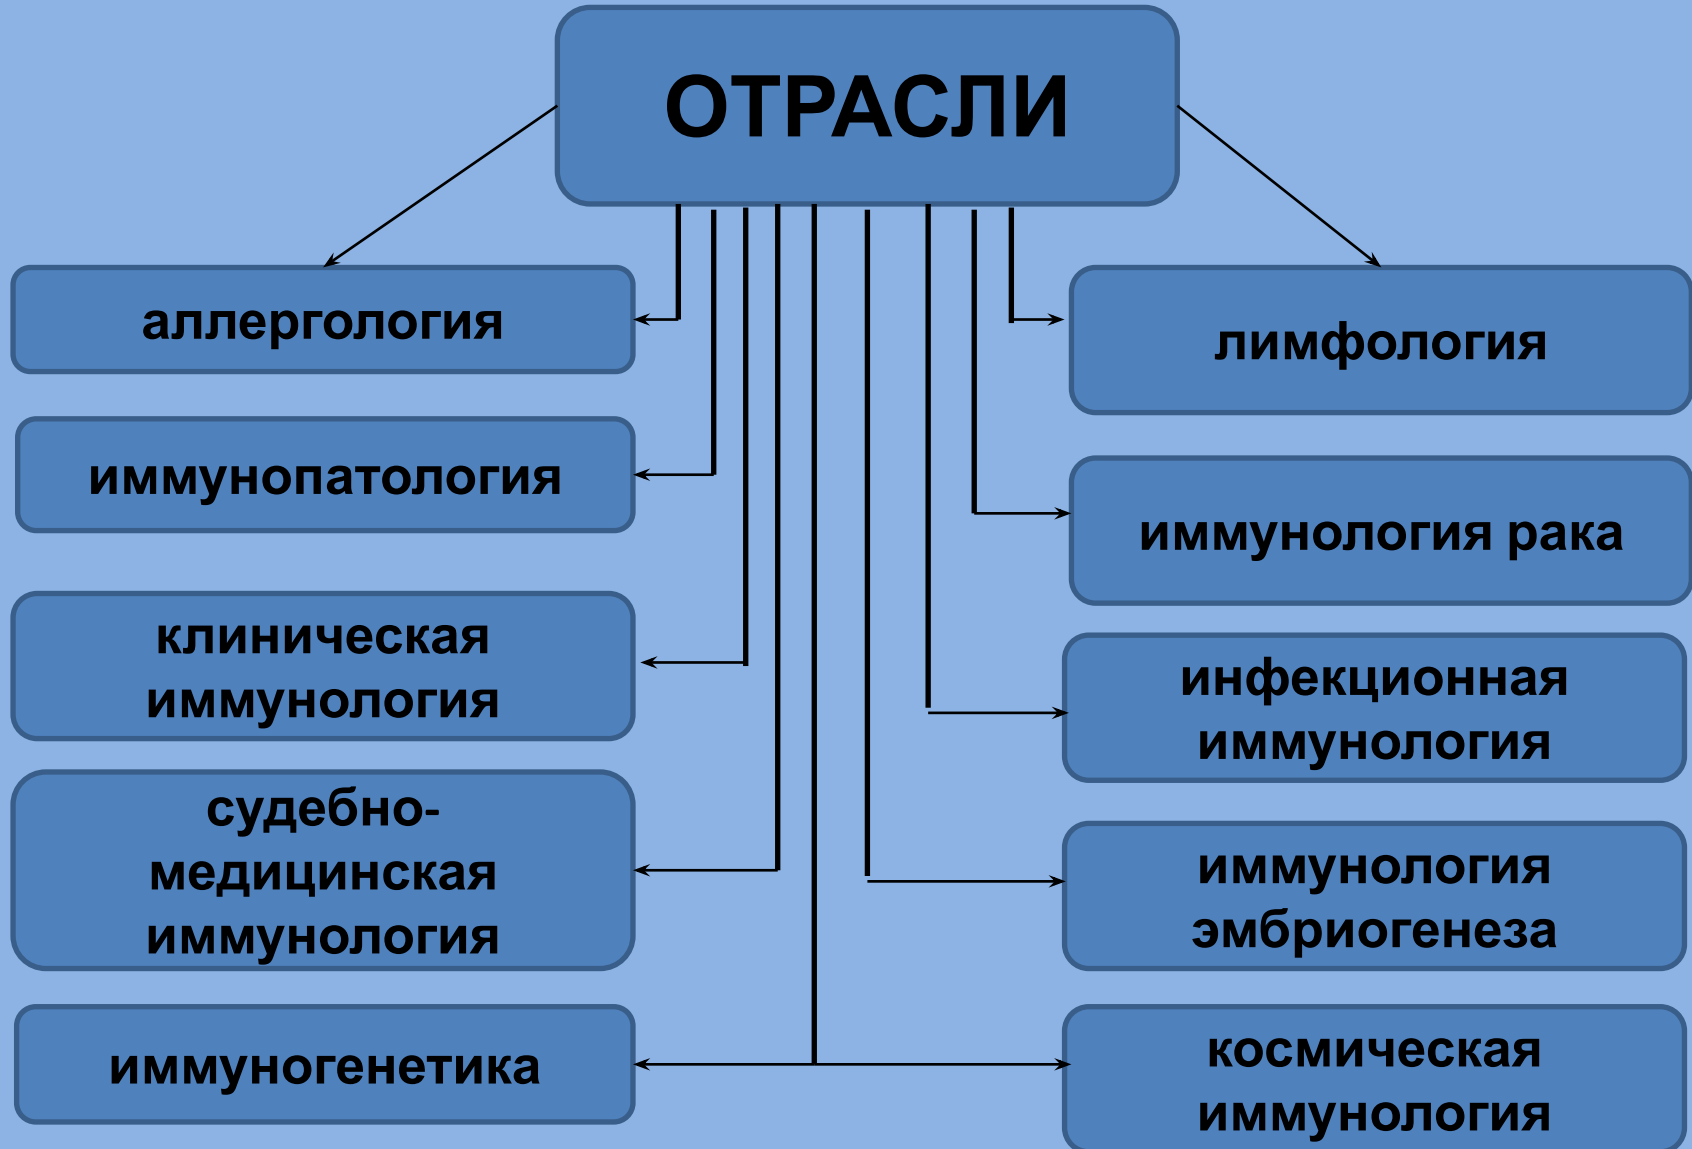 ОТРАСЛИ
аллергология
иммунопатология
клиническая
иммунология
судебно-
медицинская
иммунология
иммуногенетика
лимфология
иммунология рака
инфекционная
иммунология
иммунология
эмбриогенеза
космическая
иммунология